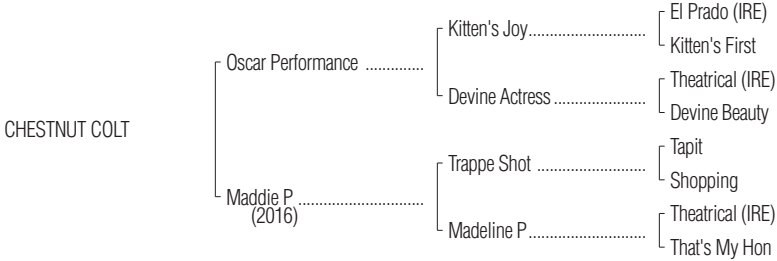 El Prado (IRE)
Kitten's Joy..........................
Kitten's First
Oscar Performance .............
Theatrical (IRE)
Devine Actress .....................
Devine Beauty
CHESTNUT COLT
Tapit
Trappe Shot .........................
Shopping
Maddie P ............................
(2016)
Theatrical (IRE)
Madeline P...........................
That's My Hon